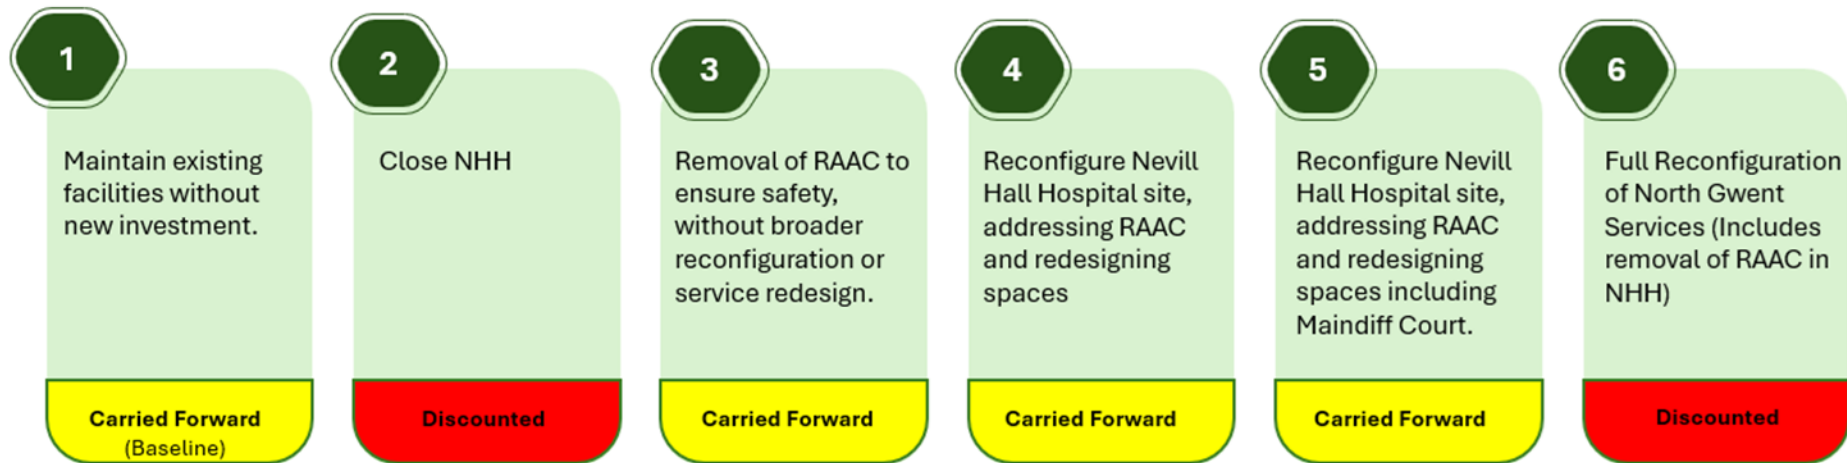 1
Maintain existing
facilities without
new investment.
Carried Forward
(Baseline)
2
Close NHH
Discounted
3
Removal of RAAC to
ensure safety,
without broader
reconfiguration or
service redesign.
Carried Forward
4
Reconfigure Nevill
Hall Hospital site,
addressing RAAC
and redesigning
spaces
Carried Forward
5
Reconfigure Nevill
Hall Hospital site,
addressing RAAC
and redesigning
spaces including
Maindiff Court.
Carried Forward
6
Full Reconfiguration
of North Gwent
Services (Includes
removal of RAAC in
NHH)
Discounted